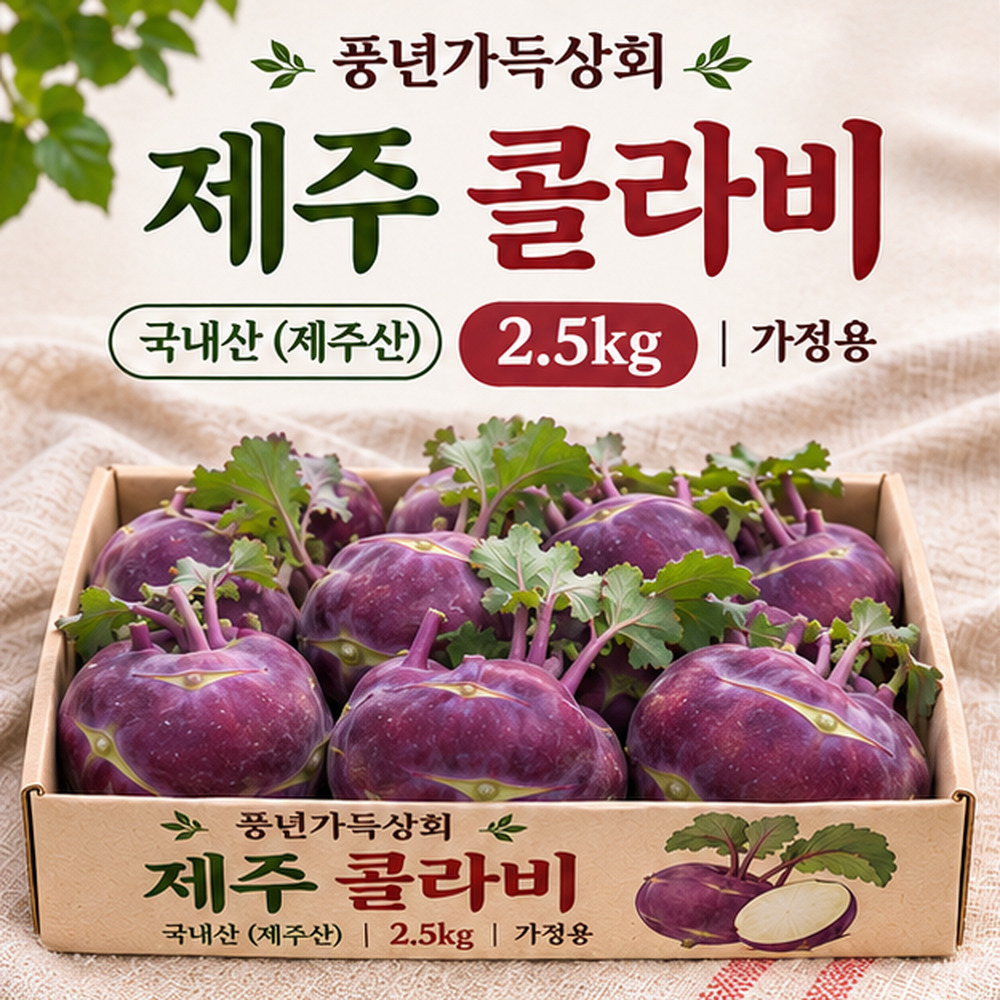 풍년가득상회
제주 콜라비
국내산 (제주산) 2.5kg | 가정용
풍년가득상회
제주 콜라비
국내산 (제주산) | 2.5kg | 가정용